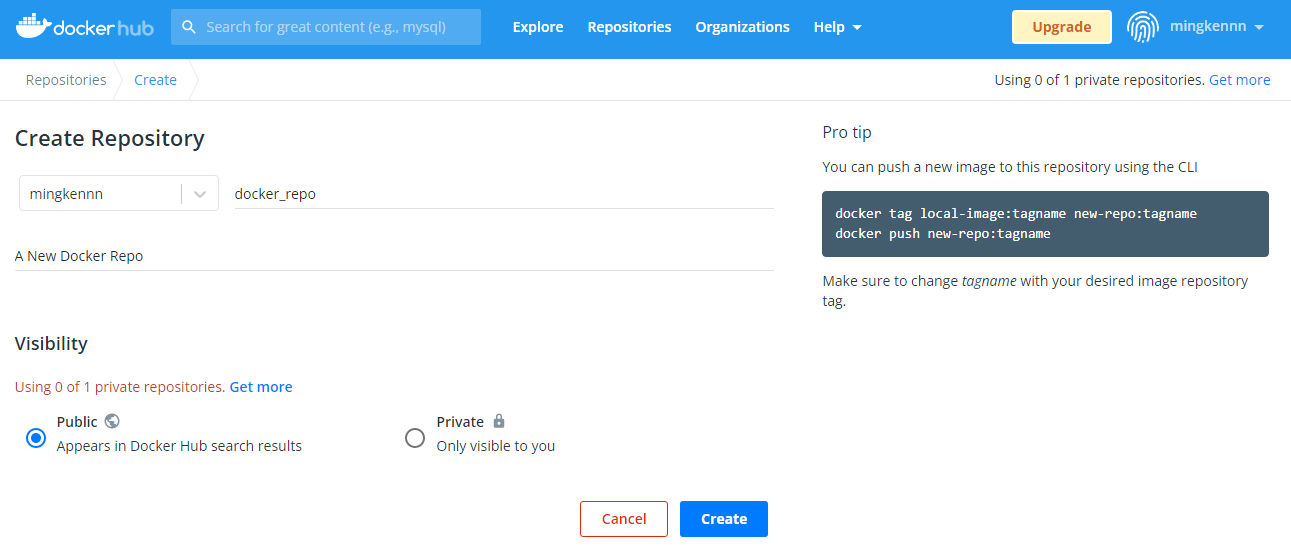 docker hub
Search for great content (e.g., mysql)
Explore
Repositories
Organizations
Help
Upgrade
mingkennn
Repositories
Create
Using 0 of 1 private repositories. Get more
Create Repository
mingkennn
docker_repo
A New Docker Repo
Visibility
Using 0 of 1 private repositories. Get more
Public
Appears in Docker Hub search results
Private
Only visible to you
Cancel
Create
Pro tip
You can push a new image to this repository using the CLI
docker tag local-image:tagname new-repo:tagname
docker push new-repo:tagname
Make sure to change tagname with your desired image repository
tag.